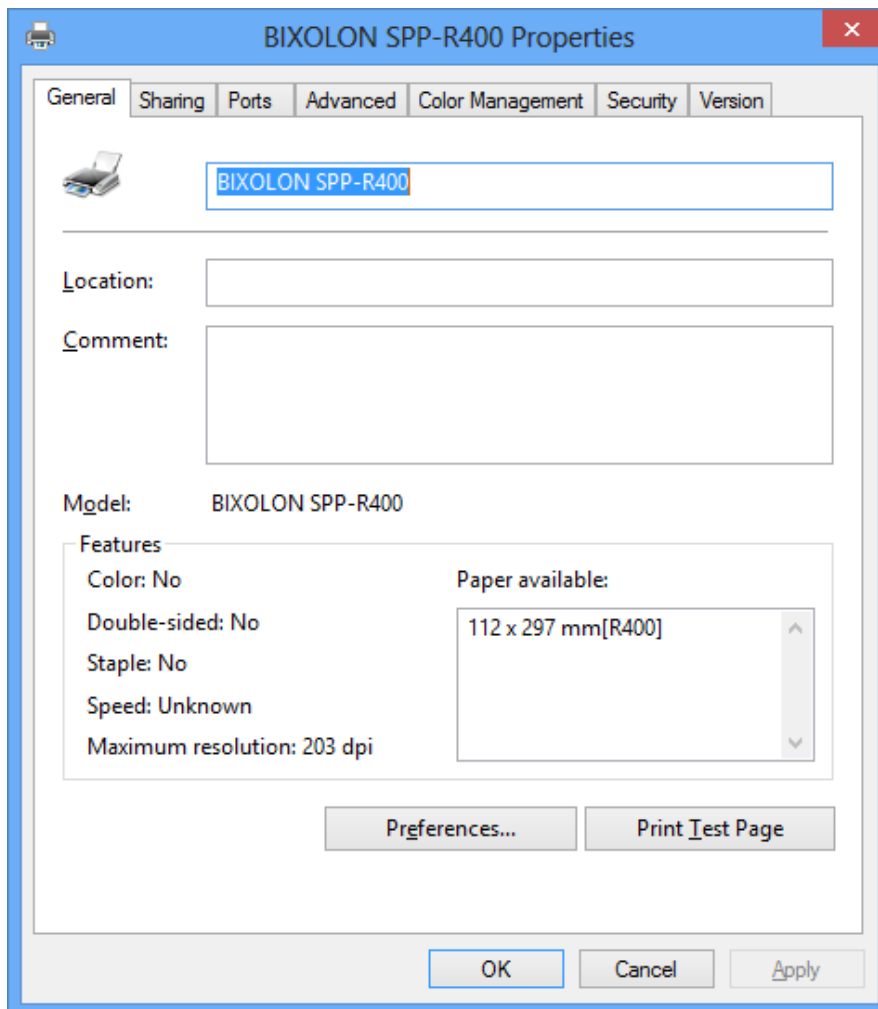 BIXOLON SPP-R400 Properties
General Sharing Ports Advanced Color Management Security Version
BIXOLON SPP-R400
Location:
Comment:
Model: BIXOLON SPP-R400
Features
Color: No
Double-sided: No
Staple: No
Speed: Unknown
Maximum resolution: 203 dpi
Paper available:
112 x 297 mm[R400]
Preferences... Print Test Page
OK Cancel Apply